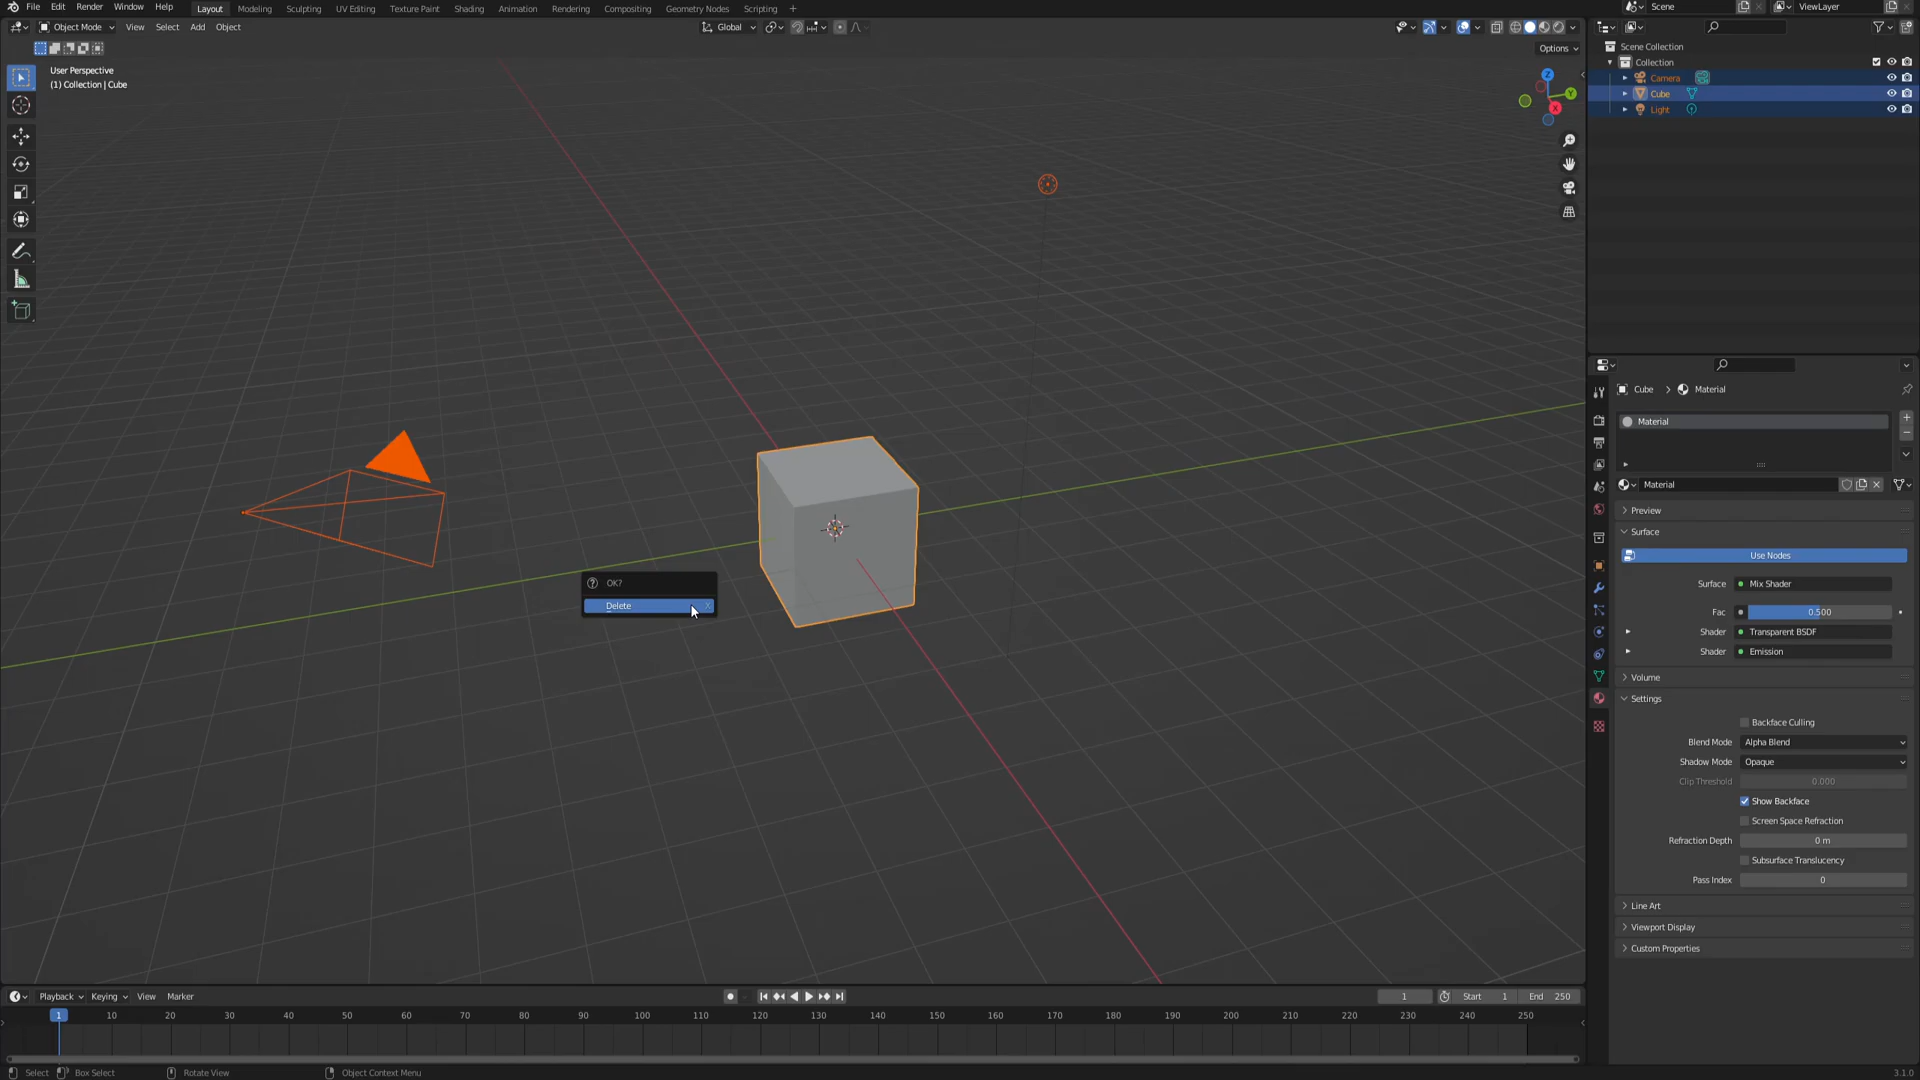 File Edit Render Window Help Layout Modeling Sculpting UV Editing Texture Paint Shading Animation Rendering Compositing Geometry Nodes Scripting + Scene ViewLayer
Object Mode View Select Add Object Global
Options
User Perspective
(1) Collection | Cube
Z
Y
X
Scene Collection
Collection
Camera
Cube
Light
OK?
Delete X
Cube > Material
Material
Material
Preview
Surface
Use Nodes
Surface Mix Shader
Fac 0.500
Shader Transparent BSDF
Shader Emission
Volume
Settings
Backface Culling
Blend Mode Alpha Blend
Shadow Mode Opaque
Clip Threshold 0.000
Show Backface
Screen Space Refraction
Refraction Depth 0 m
Subsurface Translucency
Pass Index 0
Line Art
Viewport Display
Custom Properties
Playback Keying View Marker 1 Start 1 End 250
1 10 20 30 40 50 60 70 80 90 100 110 120 130 140 150 160 170 180 190 200 210 220 230 240 250
Select Box Select Rotate View Object Context Menu 3.1.0